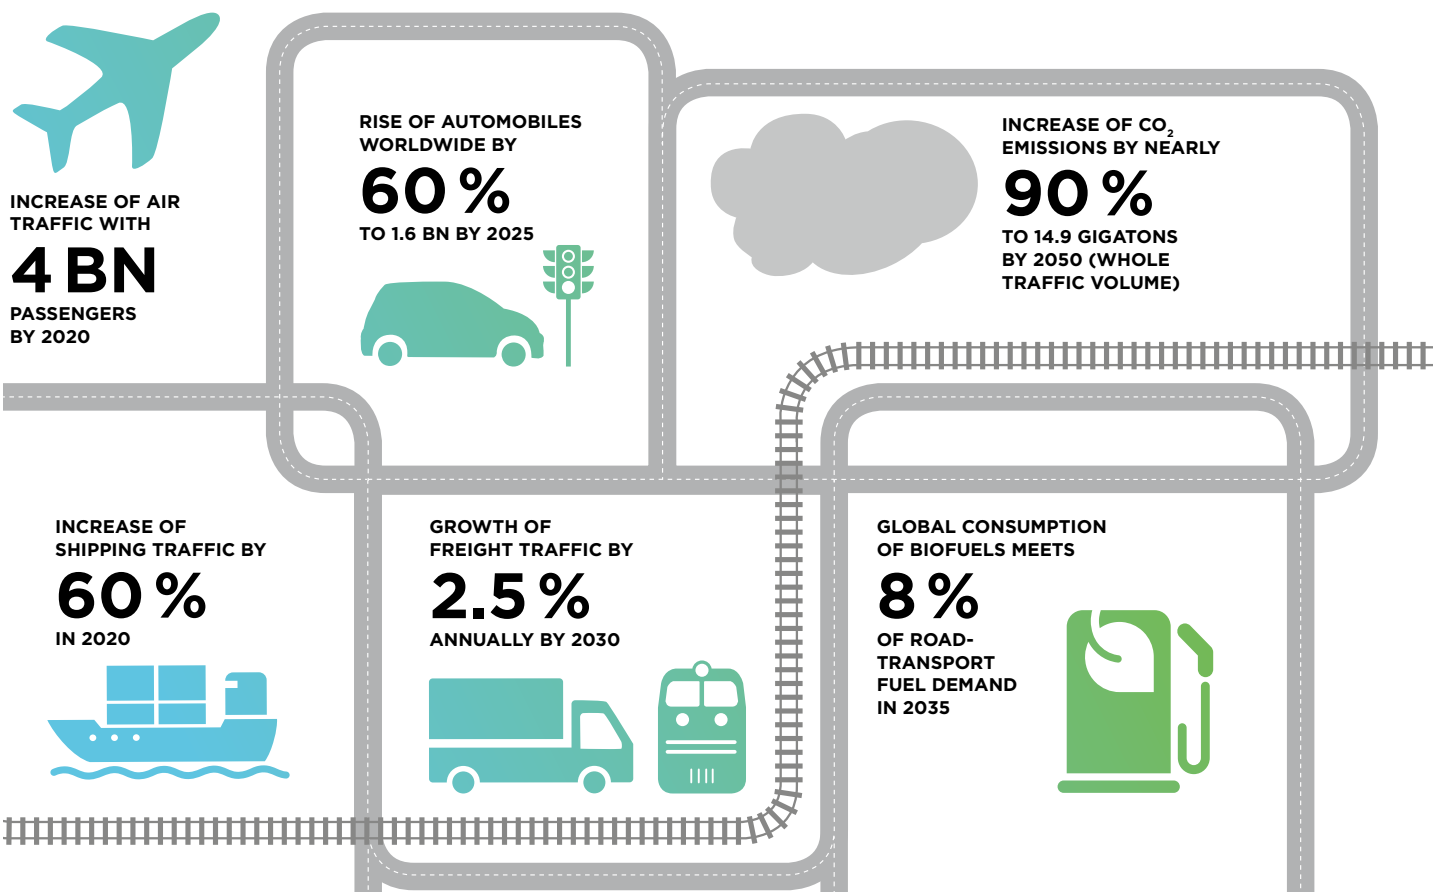 INCREASE OF AIR
TRAFFIC WITH
4 BN
PASSENGERS
BY 2020
RISE OF AUTOMOBILES
WORLDWIDE BY
60 %
TO 1.6 BN BY 2025
INCREASE OF CO₂
EMISSIONS BY NEARLY
90 %
TO 14.9 GIGATONS
BY 2050 (WHOLE
TRAFFIC VOLUME)
INCREASE OF
SHIPPING TRAFFIC BY
60 %
IN 2020
GROWTH OF
FREIGHT TRAFFIC BY
2.5 %
ANNUALLY BY 2030
GLOBAL CONSUMPTION
OF BIOFUELS MEETS
8 %
OF ROAD-
TRANSPORT
FUEL DEMAND
IN 2035